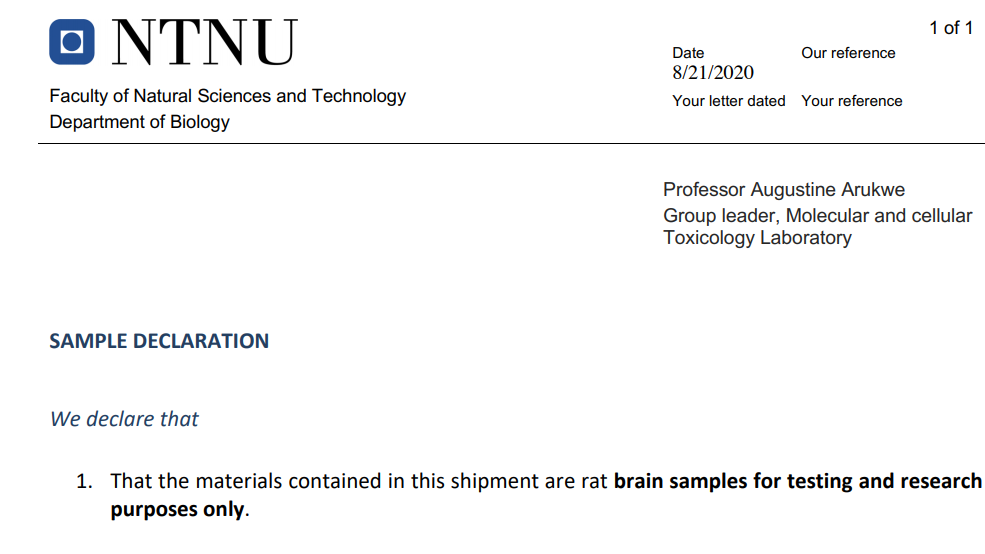 NTNU
1 of 1
Date Our reference
8/21/2020
Your letter dated Your reference
Faculty of Natural Sciences and Technology
Department of Biology
Professor Augustine Arukwe
Group leader, Molecular and cellular
Toxicology Laboratory
SAMPLE DECLARATION
We declare that
1. That the materials contained in this shipment are rat brain samples for testing and research
purposes only.